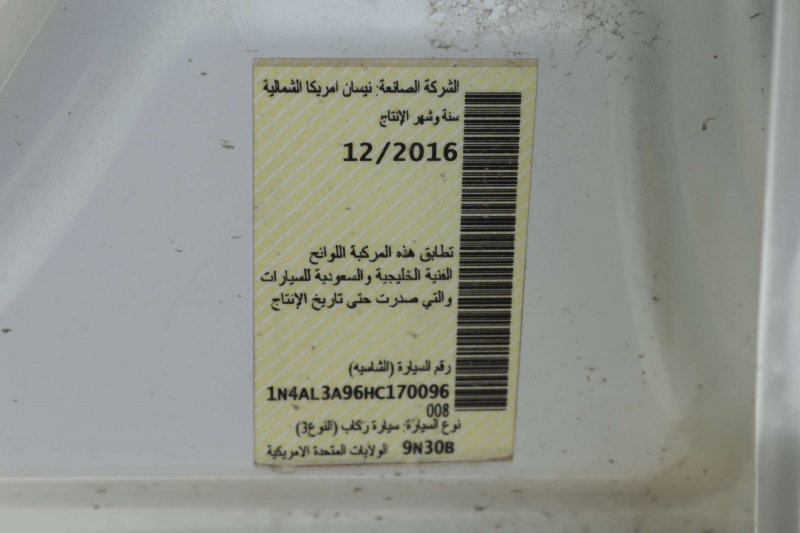 الشركة الصانعة: نيسان امريكا الشمالية
سنة وشهر الإنتاج
12/2016
تطابق هذه المركبة اللوائح
الفنية الخليجية والسعودية للسيارات
والتي صدرت حتى تاريخ الإنتاج
رقم السيارة (الشاسيه)
1N4AL3A96HC170096
008
نوع السيارة: سيارة ركاب (النوع3)
9N30B الولايات المتحدة الامريكية